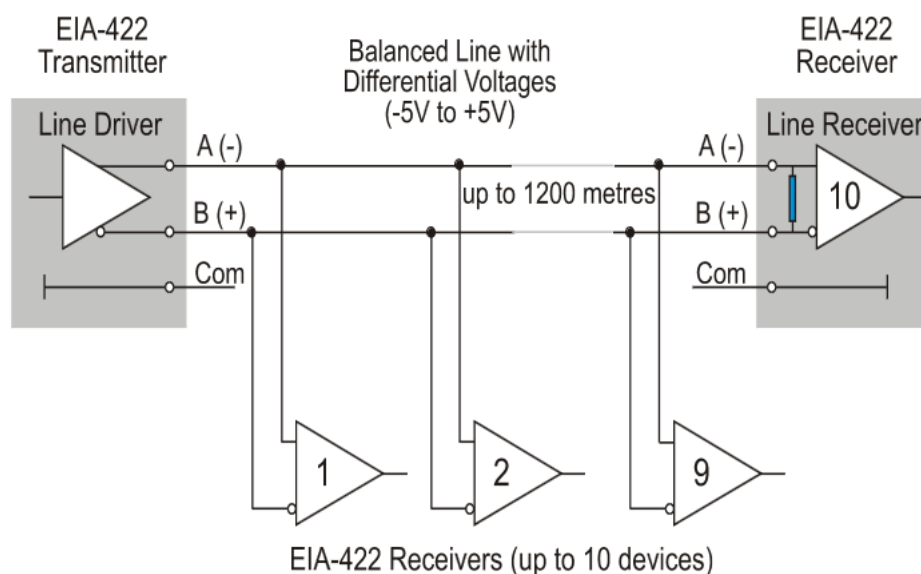 EIA-422
Transmitter
Balanced Line with
Differential Voltages
(-5V to +5V)
EIA-422
Receiver
Line Driver
Line Receiver
A (-)
A (-)
up to 1200 metres
10
B (+)
B (+)
Com
Com
1
2
9
EIA-422 Receivers (up to 10 devices)